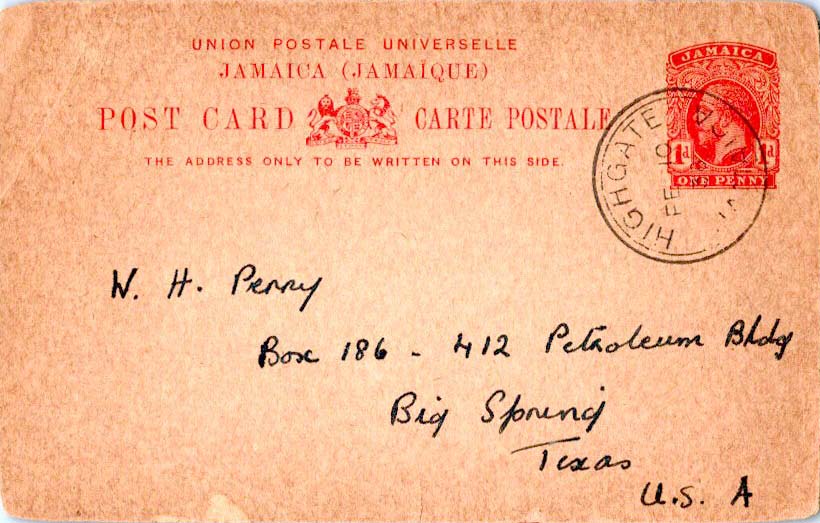 UNION POSTALE UNIVERSELLE
JAMAICA (JAMAÏQUE)
POST CARD CARTE POSTALE
THE ADDRESS ONLY TO BE WRITTEN ON THIS SIDE.
JAMAICA
1d 1d
ONE PENNY
HIGHGATE
FE
W. H. Perry
Box 186 - 412 Petroleum Bldg
Big Spring
Texas
U.S. A